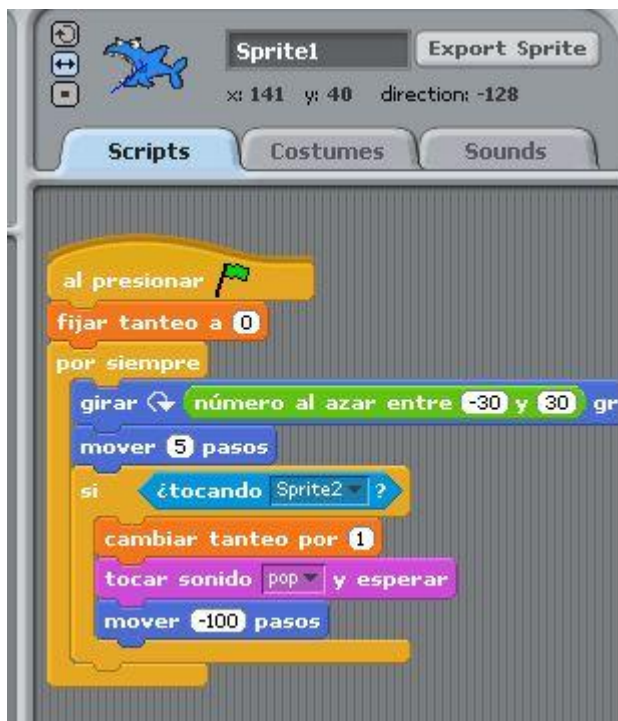 Sprite1 Export Sprite
x: 141 y: 40 direction: -128
Scripts Costumes Sounds
al presionar
fijar tanteo a 0
por siempre
girar número al azar entre -30 y 30 gr
mover 5 pasos
si ¿tocando Sprite2 ?
cambiar tanteo por 1
tocar sonido pop y esperar
mover -100 pasos